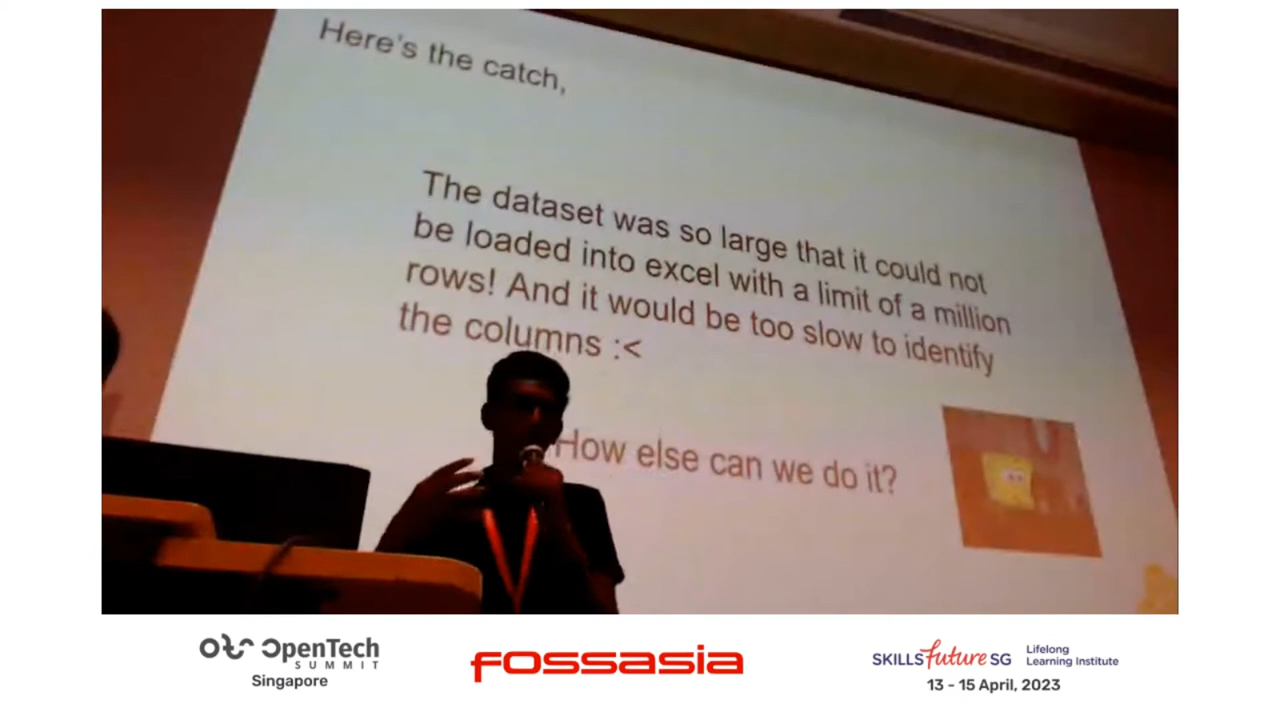 Here's the catch,
The dataset was so large that it could not
be loaded into excel with a limit of a million
rows! And it would be too slow to identify
the columns :<
How else can we do it?
OpenTech
SUMMIT
Singapore
FOSSASIA
SKILLSfuture SG
Lifelong
Learning Institute
13 - 15 April, 2023